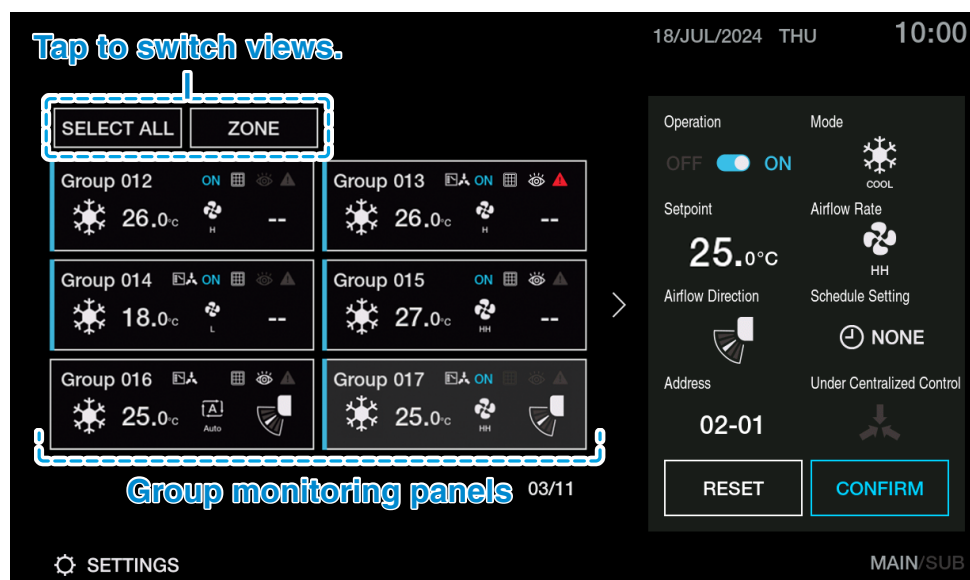 Tap to switch views.
18/JUL/2024 THU 10:00
SELECT ALL ZONE
Group 012 ON
26.0°C H --
Group 013 ON
26.0°C H --
Group 014 ON
18.0°C L --
Group 015 ON
27.0°C HH --
Group 016
25.0°C A Auto
Group 017 ON
25.0°C HH
Group monitoring panels
03/11
Operation Mode
OFF ON COOL
Setpoint Airflow Rate
25.0°C HH
Airflow Direction Schedule Setting
NONE
Address Under Centralized Control
02-01
RESET CONFIRM
SETTINGS
MAIN/SUB